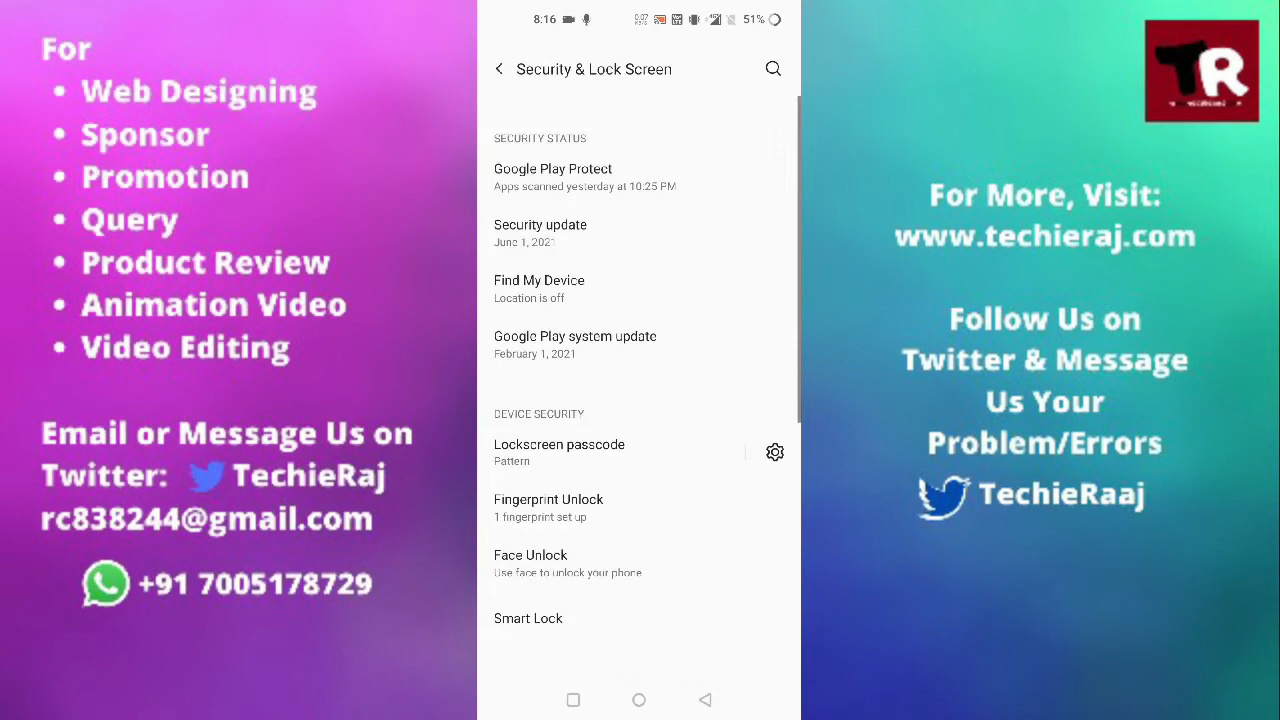 For
• Web Designing
• Sponsor
• Promotion
• Query
• Product Review
• Animation Video
• Video Editing
Email or Message Us on
Twitter: TechieRaj
rc838244@gmail.com
+91 7005178729
8:16
51%
Security & Lock Screen
SECURITY STATUS
Google Play Protect
Apps scanned yesterday at 10:25 PM
Security update
June 1, 2021
Find My Device
Location is off
Google Play system update
February 1, 2021
DEVICE SECURITY
Lockscreen passcode
Pattern
Fingerprint Unlock
1 fingerprint set up
Face Unlock
Use face to unlock your phone
Smart Lock
TR
For More, Visit:
www.techieraj.com
Follow Us on
Twitter & Message
Us Your
Problem/Errors
TechieRaaj